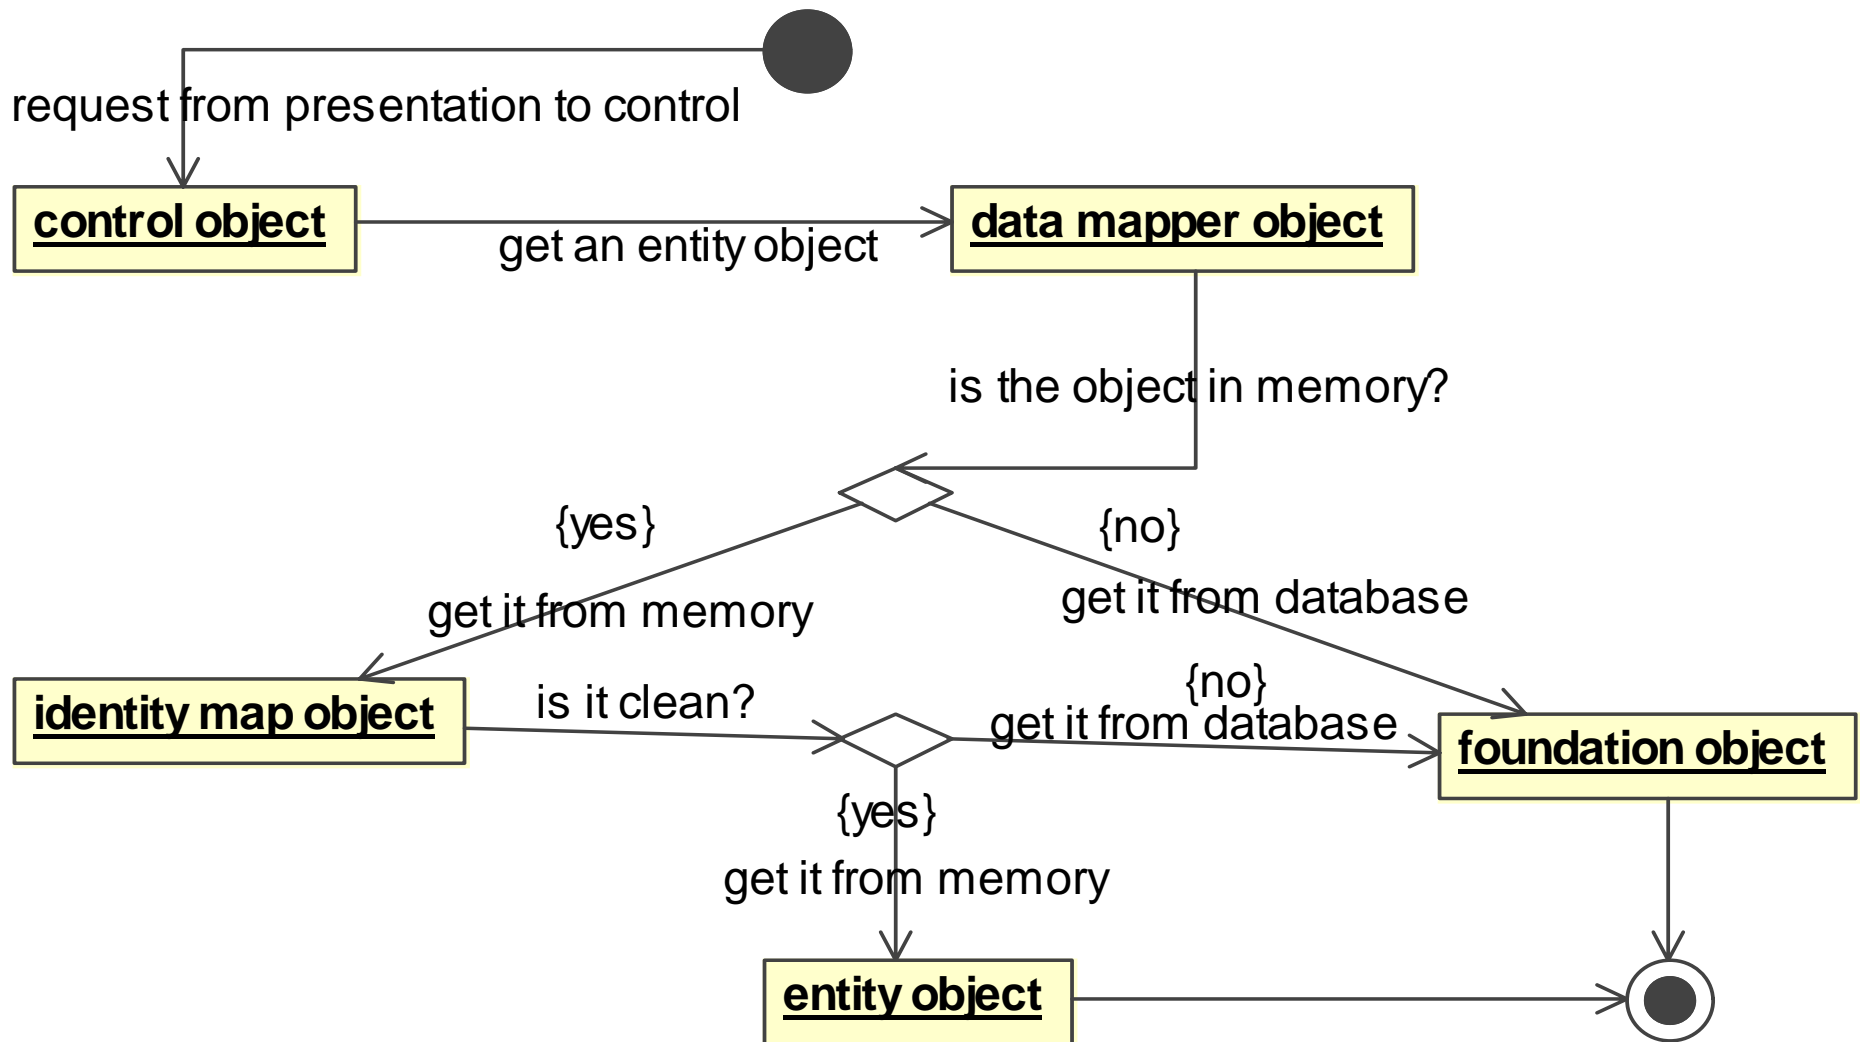 request from presentation to control
control object
get an entity object
data mapper object
is the object in memory?
{yes}
{no}
get it from memory
get it from database
identity map object
is it clean?
{no}
get it from database
foundation object
{yes}
get it from memory
entity object